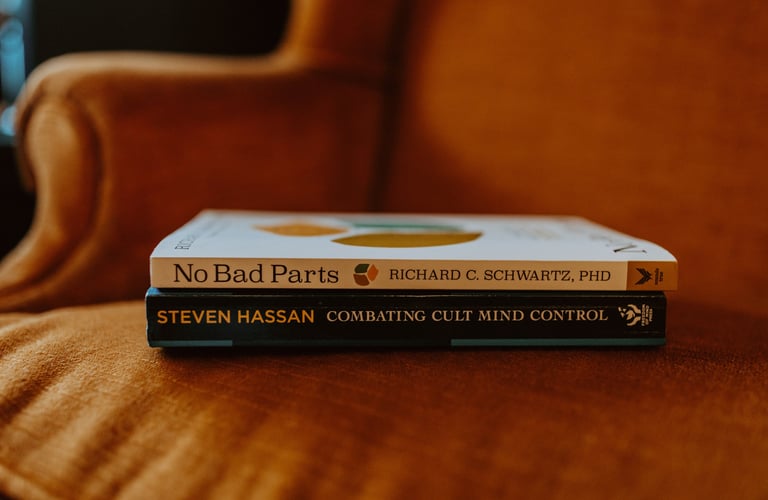 No Bad Parts RICHARD C. SCHWARTZ, PHD
STEVEN HASSAN COMBATING CULT MIND CONTROL